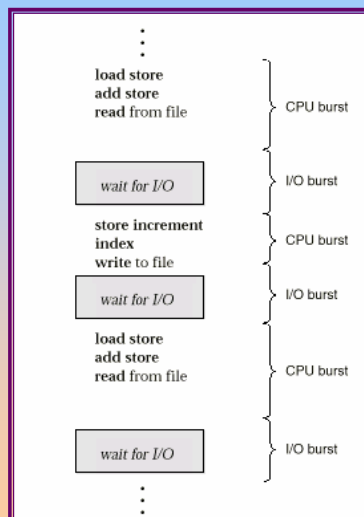 load store
add store
read from file
CPU burst
wait for I/O
I/O burst
store increment
index
write to file
CPU burst
wait for I/O
I/O burst
load store
add store
read from file
CPU burst
wait for I/O
I/O burst